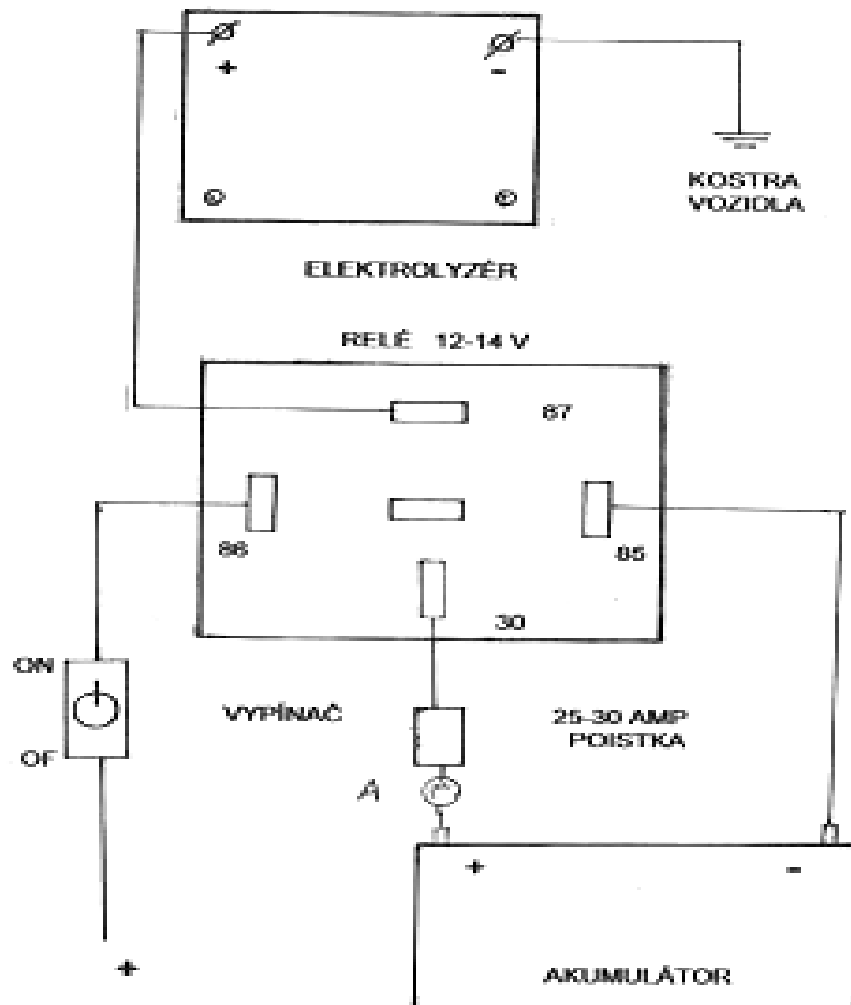 + -
KOSTRA
VOZIDLA
ELEKTROLYZÉR
RELÉ 12-14 V
87
86
85
30
ON
OF
VYPÍNAČ
25-30 AMP
POISTKA
A
+ -
+
AKUMULÁTOR